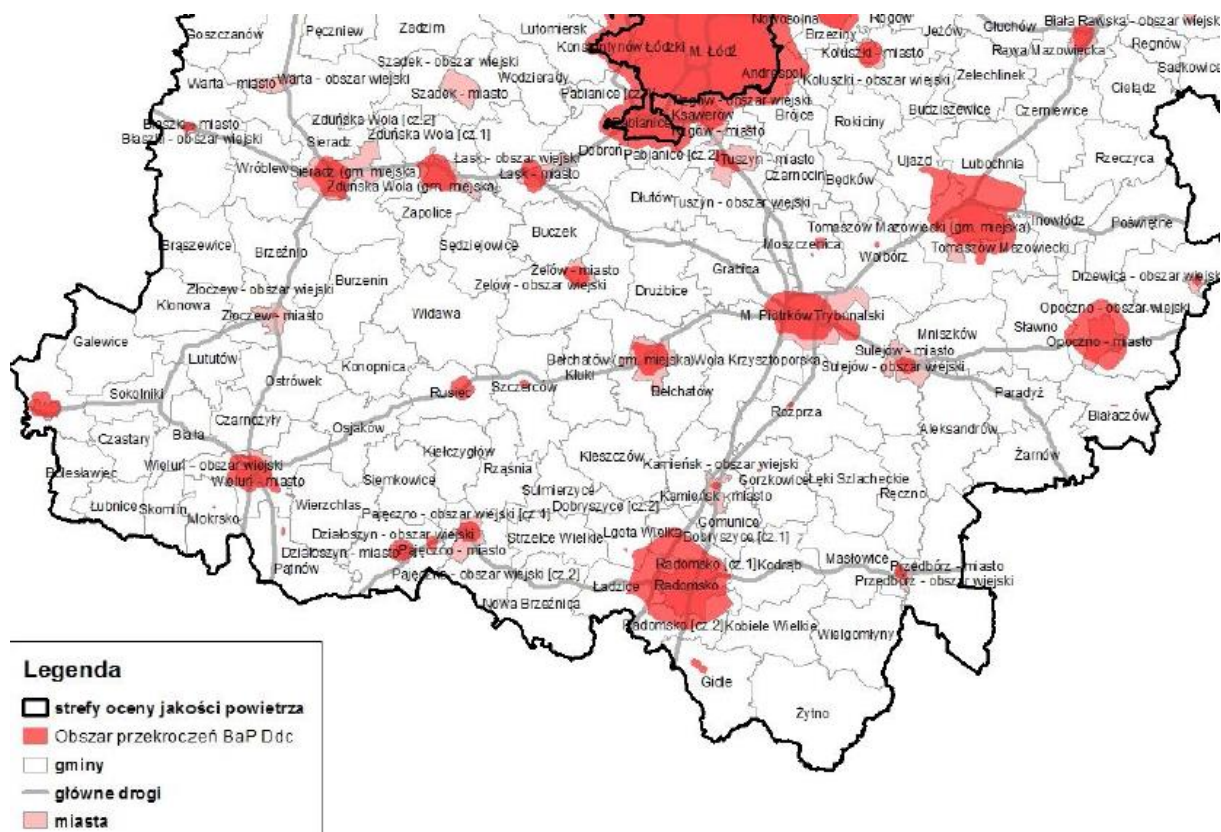 Goszczanów
Pęczniew
Zadzim
Lutomiersk
Nowosolna
Rogów
Głuchów
Biała Rawska - obszar wiejski
Konstantynów Łódzki
M. Łódź
Brzeziny
Koluszki - miasto
Jeżów
Rawa Mazowiecka
Regnów
Szadek - obszar wiejski
Wodzierady
Andrespol
Koluszki - obszar wiejski
Żelechlinek
Sadkowice
Warta - miasto
Warta - obszar wiejski
Szadek - miasto
Ksawerów
Brójce
Budziszewice
Cielądz
Czerniewice
Błaszki - miasto
Błaszki - obszar wiejski
Zduńska Wola [cz.2]
Zduńska Wola [cz.1]
Pabianice
Rokiciny
Sieradz
Łask - obszar wiejski
Dobroń
Pabianice [cz.2]
Tuszyn - miasto
Ujazd
Lubochnia
Rzeczyca
Wróblew
Sieradz (gm. miejska)
Łask - miasto
Czarnocin
Będków
Zduńska Wola (gm. miejska)
Dłutów
Tuszyn - obszar wiejski
Zapolice
Inowłódz
Poświętne
Buczek
Tomaszów Mazowiecki (gm. miejska)
Brąszewice
Brzeźnio
Sędziejowice
Moszczenica
Tomaszów Mazowiecki
Wolbórz
Zelów - miasto
Grabica
Drzewica - obszar wiejski
Złoczew - obszar wiejski
Burzenin
Zelów - obszar wiejski
Drużbice
Klonowa
Złoczew - miasto
Widawa
M. Piotrków Trybunalski
Opoczno - obszar wiejski
Mniszków
Sławno
Galewice
Opoczno - miasto
Lututów
Bełchatów (gm. miejska)
Wola Krzysztoporska
Sulejów - miasto
Konopnica
Kluki
Sulejów - obszar wiejski
Ostrówek
Rusiec
Szczerców
Bełchatów
Sokolniki
Paradyż
Rozprza
Białaczów
Czarnożyły
Osjaków
Aleksandrów
Czastary
Biała
Kiełczygłów
Kleszczów
Żarnów
Bolesławiec
Wieluń - obszar wiejski
Rząśnia
Kamieńsk - obszar wiejski
Wieluń - miasto
Siemkowice
Gorzkowice
Łęki Szlacheckie
Sulmierzyce
Kamieńsk - miasto
Ręczno
Łubnice
Skomlin
Wierzchlas
Dobryszyce [cz.2]
Mokrsko
Pajęczno - obszar wiejski [cz.1]
Gomunice
Działoszyn - obszar wiejski
Strzelce Wielkie
Lgota Wielka
Dobryszyce [cz.1]
Działoszyn - miasto
Pajęczno - miasto
Masłowice
Pątnów
Radomsko [cz.1]
Kodrąb
Przedbórz - miasto
Pajęczno - obszar wiejski [cz.2]
Ładzice
Radomsko
Przedbórz - obszar wiejski
Nowa Brzeźnica
Radomsko [cz.2]
Kobiele Wielkie
Wielgomłyny
Gidle
Żytno
Legenda
strefy oceny jakości powietrza
Obszar przekroczeń BaP Ddc
gminy
główne drogi
miasta